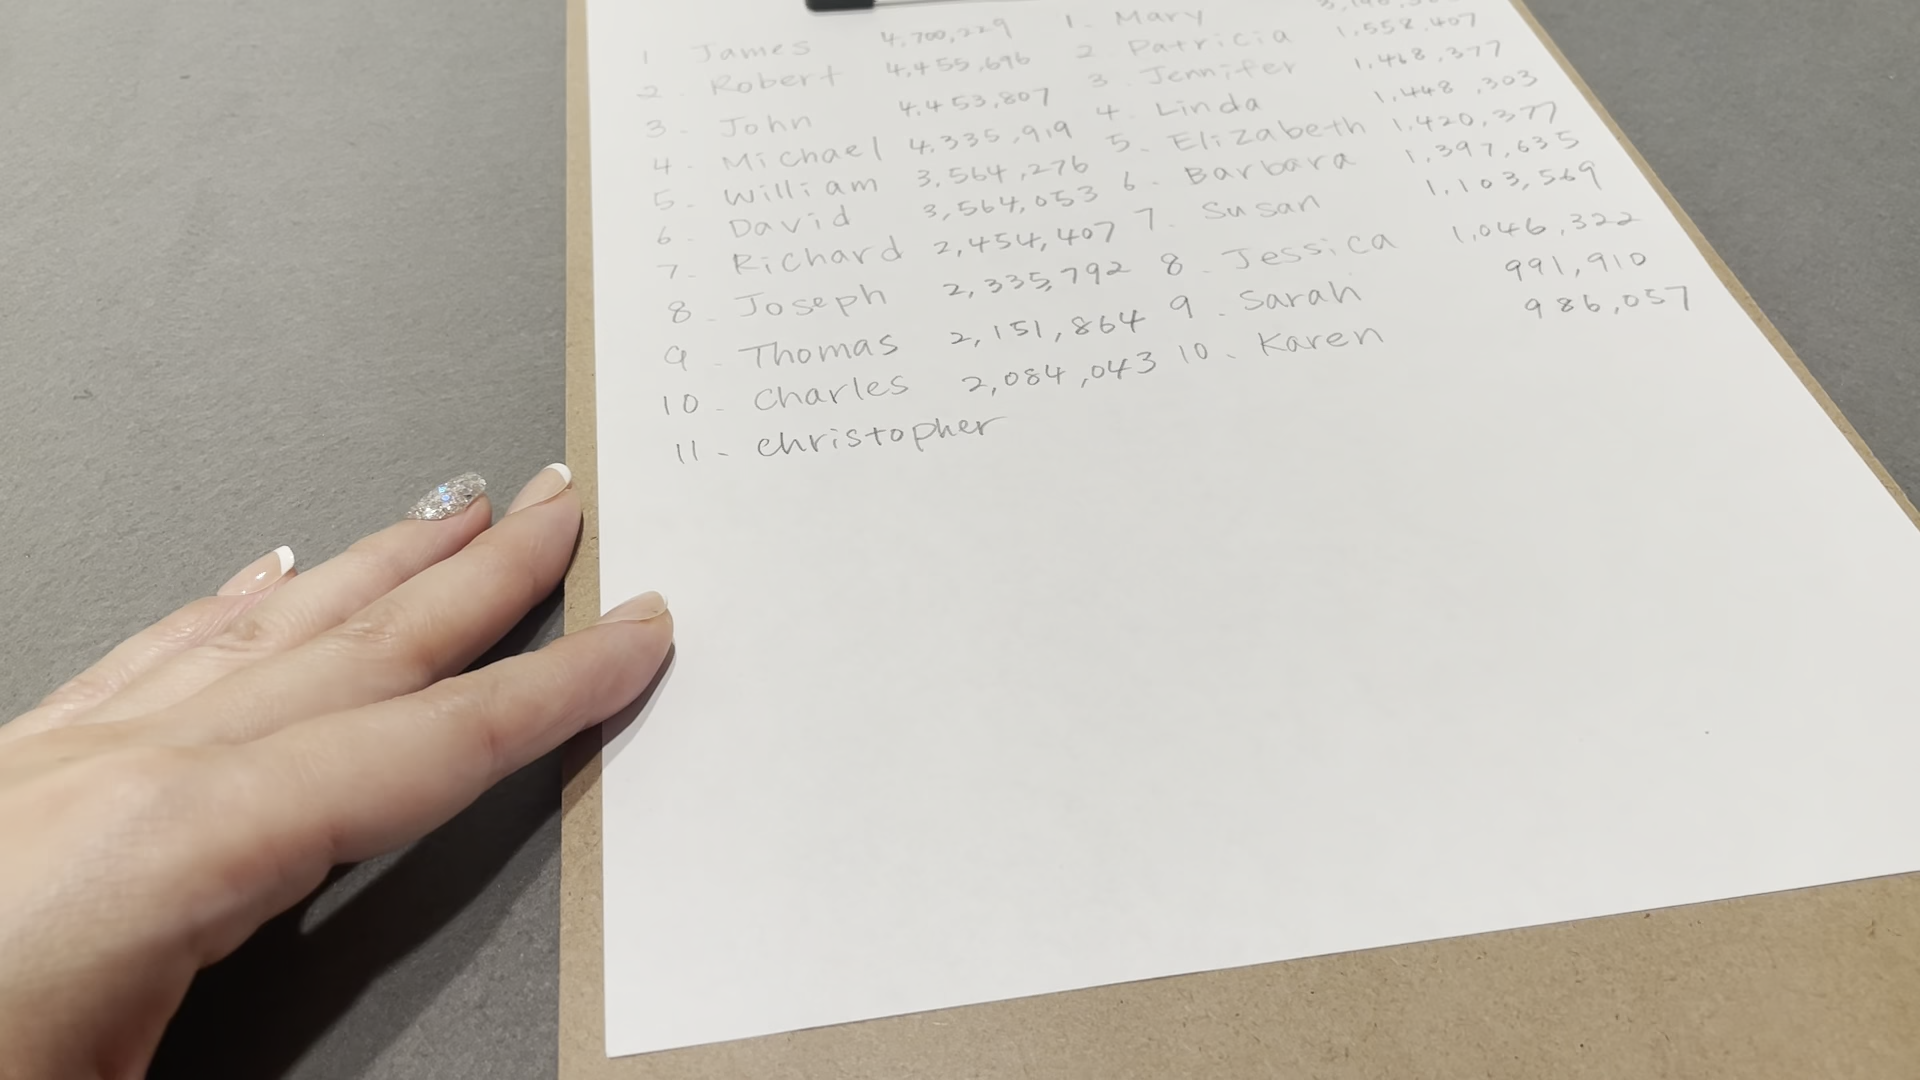 1 James 4,700,229 1. Mary
2. Robert 4,455,696 2 Patricia 1,558,407
3. John 4,453,807 3. Jennifer 1,468,377
4. Michael 4,335,919 4. Linda 1,448,303
5. William 3,564,276 5. Elizabeth 1,420,377
6. David 3,564,053 6. Barbara 1,397,635
7. Richard 2,454,407 7. Susan 1,103,569
8. Joseph 2,335,792 8. Jessica 1,046,322
9. Thomas 2,151,864 9. Sarah 991,910
10. Charles 2,084,043 10. Karen 986,057
11. christopher